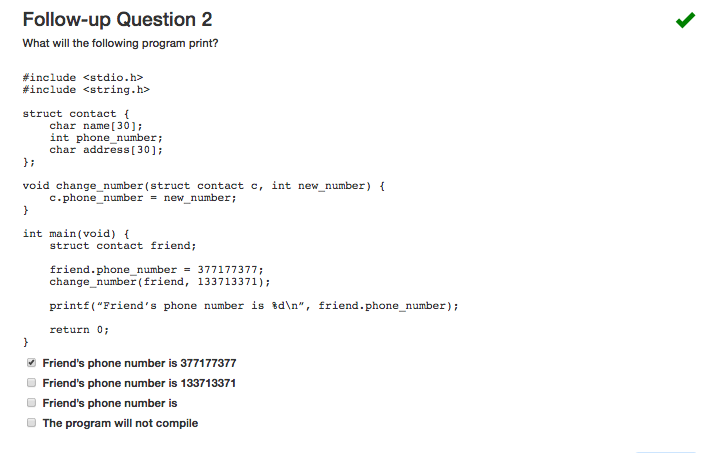 Follow-up Question 2
What will the following program print?
#include <stdio.h>
#include <string.h>
struct contact {
    char name[30];
    int phone_number;
    char address[30];
};
void change_number(struct contact c, int new_number) {
    c.phone_number = new_number;
}
int main(void) {
    struct contact friend;
    friend.phone_number = 377177377;
    change_number(friend, 133713371);
    printf(“Friend’s phone number is %d\n”, friend.phone_number);
    return 0;
}
Friend's phone number is 377177377
Friend's phone number is 133713371
Friend's phone number is
The program will not compile